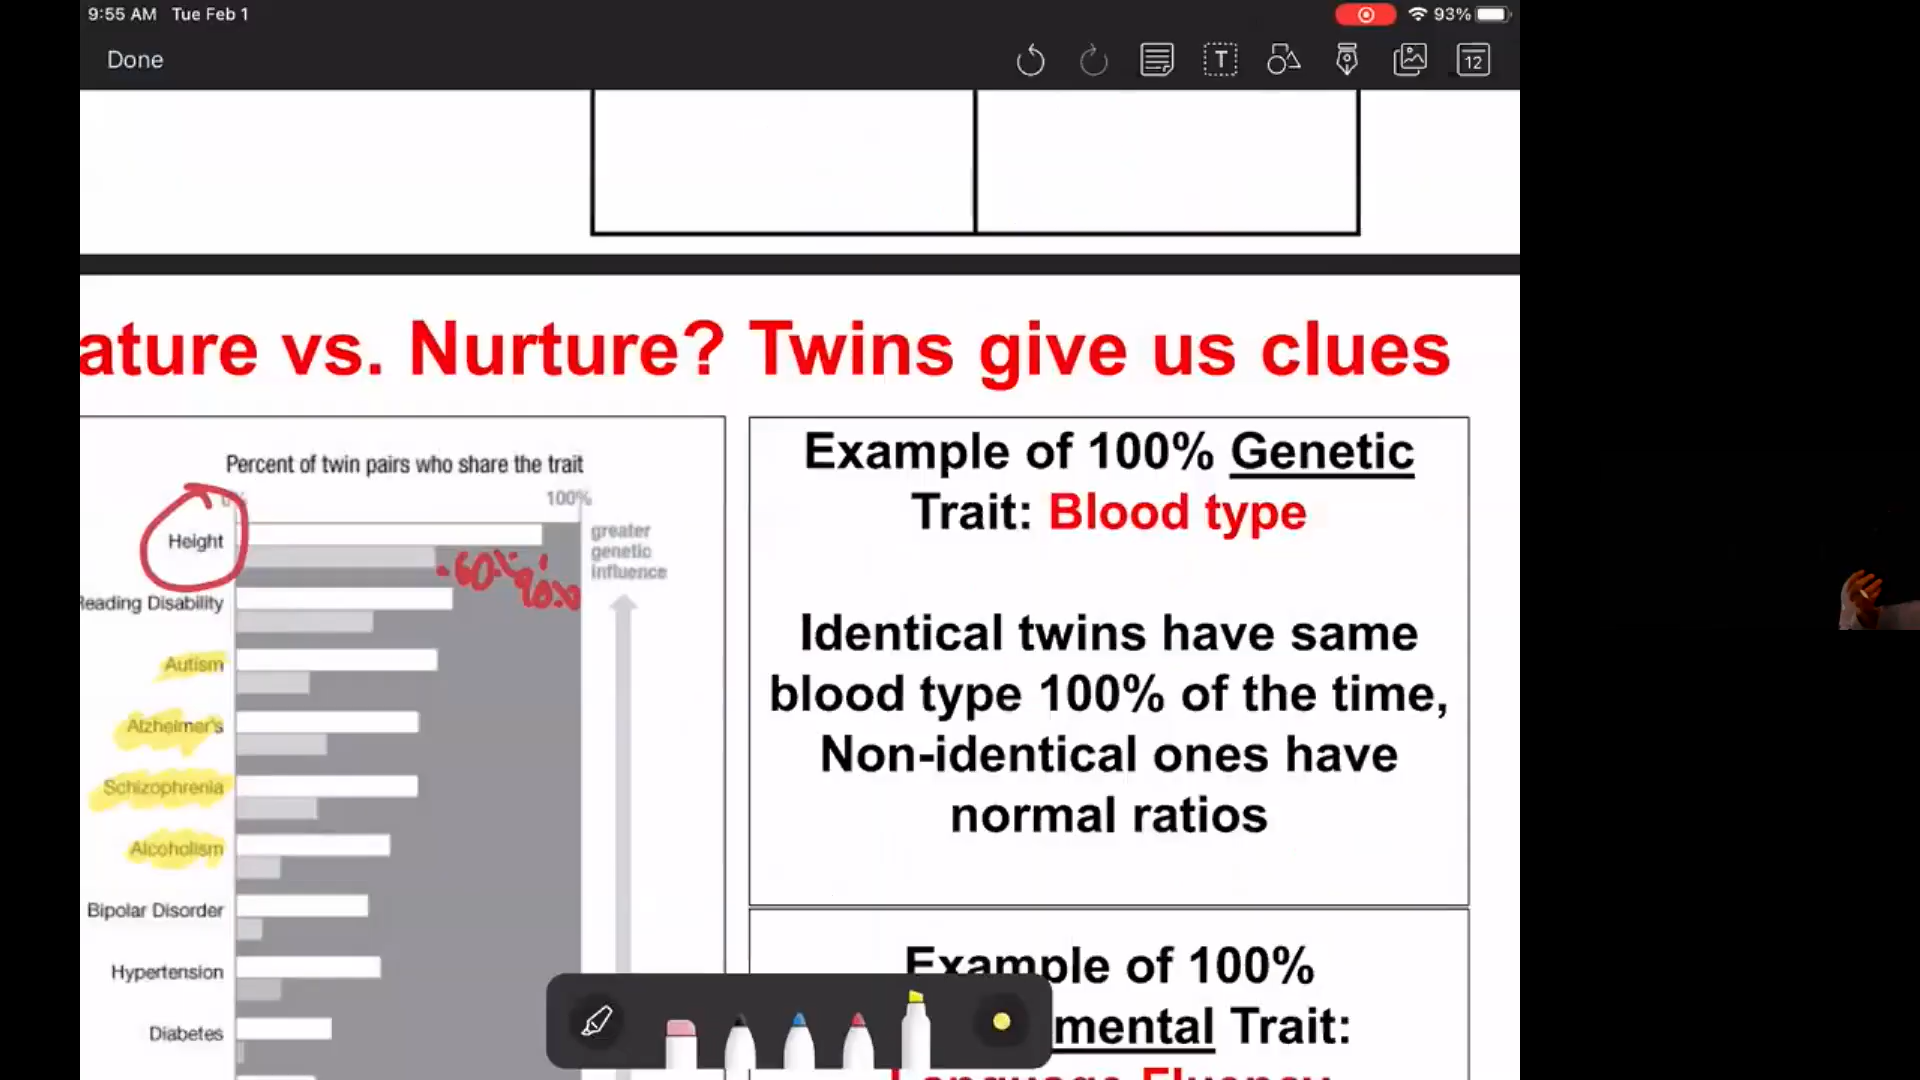 9:55 AM Tue Feb 1
93%
Done
T
12
ature vs. Nurture? Twins give us clues
Percent of twin pairs who share the trait
0%
100%
Height
greater
genetic
influence
60%
90%
Reading Disability
Autism
Alzheimer's
Schizophrenia
Alcoholism
Bipolar Disorder
Hypertension
Diabetes
Example of 100% Genetic
Trait: Blood type
Identical twins have same
blood type 100% of the time,
Non-identical ones have
normal ratios
Example of 100%
mental Trait:
Language Fluency